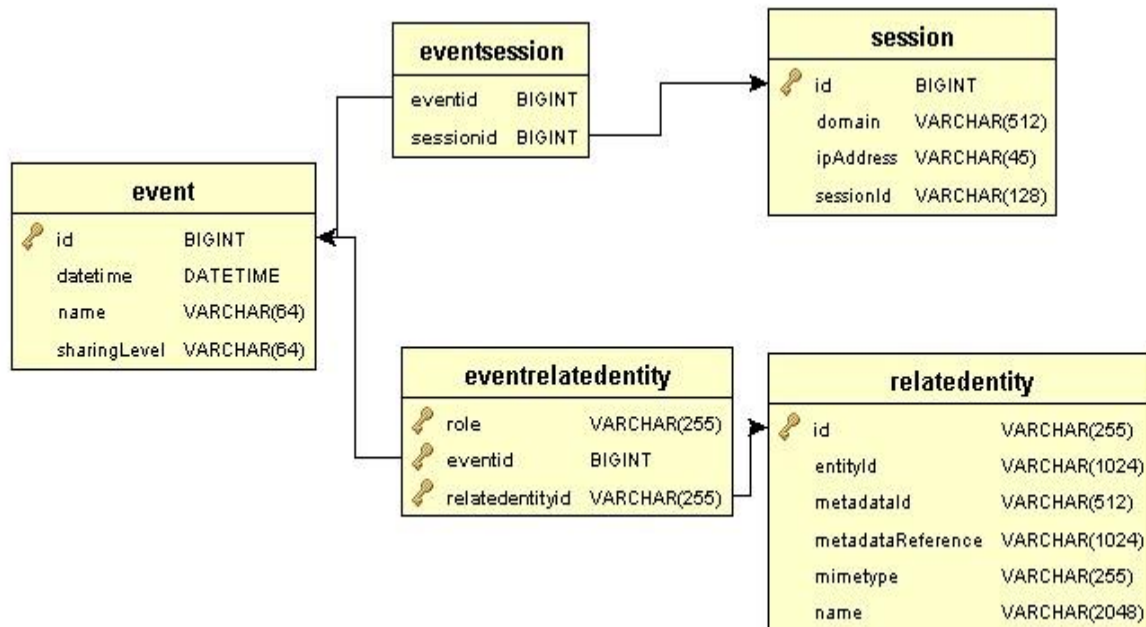 eventsession
eventid BIGINT
sessionid BIGINT
session
id BIGINT
domain VARCHAR(512)
ipAddress VARCHAR(45)
sessionId VARCHAR(128)
event
id BIGINT
datetime DATETIME
name VARCHAR(64)
sharingLevel VARCHAR(64)
eventrelatedentity
role VARCHAR(255)
eventid BIGINT
relatedentityid VARCHAR(255)
relatedentity
id VARCHAR(255)
entityId VARCHAR(1024)
metadataId VARCHAR(512)
metadataReference VARCHAR(1024)
mimetype VARCHAR(255)
name VARCHAR(2048)